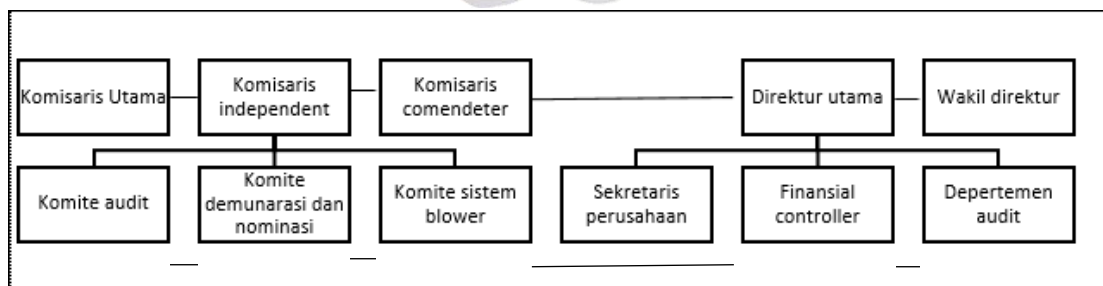 Komisaris Utama
Komisaris
independent
Komisaris
comendeter
Direktur utama
Wakil direktur
Komite audit
Komite
demunarasi dan
nominasi
Komite sistem
blower
Sekretaris
perusahaan
Finansial
controller
Depertemen
audit